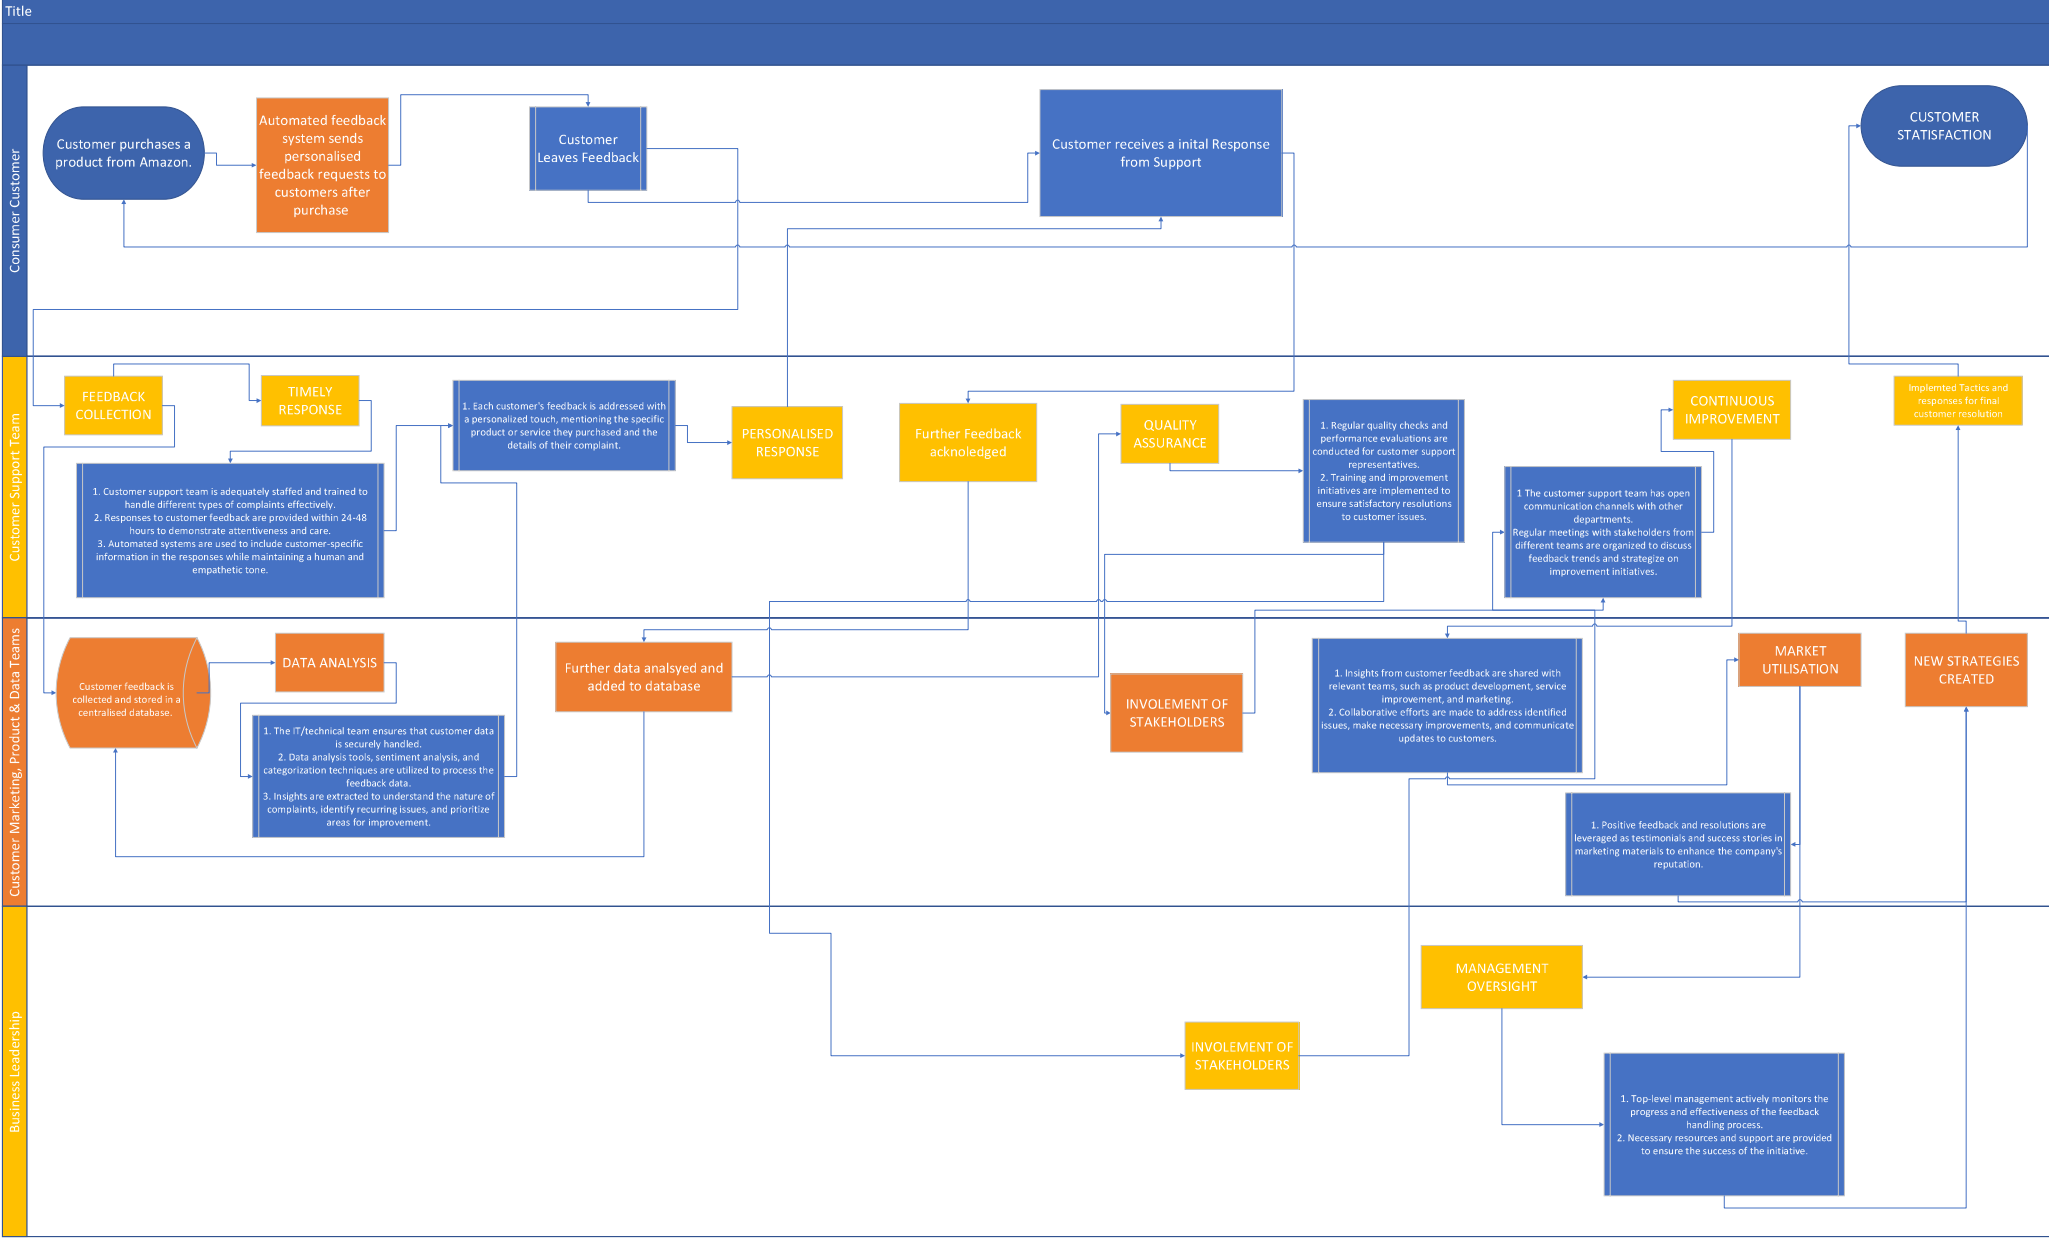 Title
Consumer Customer
Customer purchases a
product from Amazon.
Automated feedback
system sends
personalised
feedback requests to
customers after
purchase
Customer
Leaves Feedback
Customer receives a inital Response
from Support
CUSTOMER
STATISFACTION
Customer Support Team
FEEDBACK
COLLECTION
TIMELY
RESPONSE
1. Customer support team is adequately staffed and trained to
handle different types of complaints effectively.
2. Responses to customer feedback are provided within 24-48
hours to demonstrate attentiveness and care.
3. Automated systems are used to include customer-specific
information in the responses while maintaining a human and
empathetic tone.
1. Each customer's feedback is addressed with
a personalized touch, mentioning the specific
product or service they purchased and the
details of their complaint.
PERSONALISED
RESPONSE
Further Feedback
acknoledged
QUALITY
ASSURANCE
1. Regular quality checks and
performance evaluations are
conducted for customer support
representatives.
2. Training and improvement
initiatives are implemented to
ensure satisfactory resolutions
to customer issues.
1 The customer support team has open
communication channels with other
departments.
Regular meetings with stakeholders from
different teams are organized to discuss
feedback trends and strategize on
improvement initiatives.
CONTINUOUS
IMPROVEMENT
Implemted Tactics and
responses for final
customer resolution
Customer Marketing, Product & Data Teams
Customer feedback is
collected and stored in a
centralised database.
DATA ANALYSIS
1. The IT/technical team ensures that customer data
is securely handled.
2. Data analysis tools, sentiment analysis, and
categorization techniques are utilized to process the
feedback data.
3. Insights are extracted to understand the nature of
complaints, identify recurring issues, and prioritize
areas for improvement.
Further data analsyed and
added to database
INVOLEMENT OF
STAKEHOLDERS
1. Insights from customer feedback are shared with
relevant teams, such as product development, service
improvement, and marketing.
2. Collaborative efforts are made to address identified
issues, make necessary improvements, and communicate
updates to customers.
MARKET
UTILISATION
1. Positive feedback and resolutions are
leveraged as testimonials and success stories in
marketing materials to enhance the company's
reputation.
NEW STRATEGIES
CREATED
Business Leadership
INVOLEMENT OF
STAKEHOLDERS
MANAGEMENT
OVERSIGHT
1. Top-level management actively monitors the
progress and effectiveness of the feedback
handling process.
2. Necessary resources and support are provided
to ensure the success of the initiative.